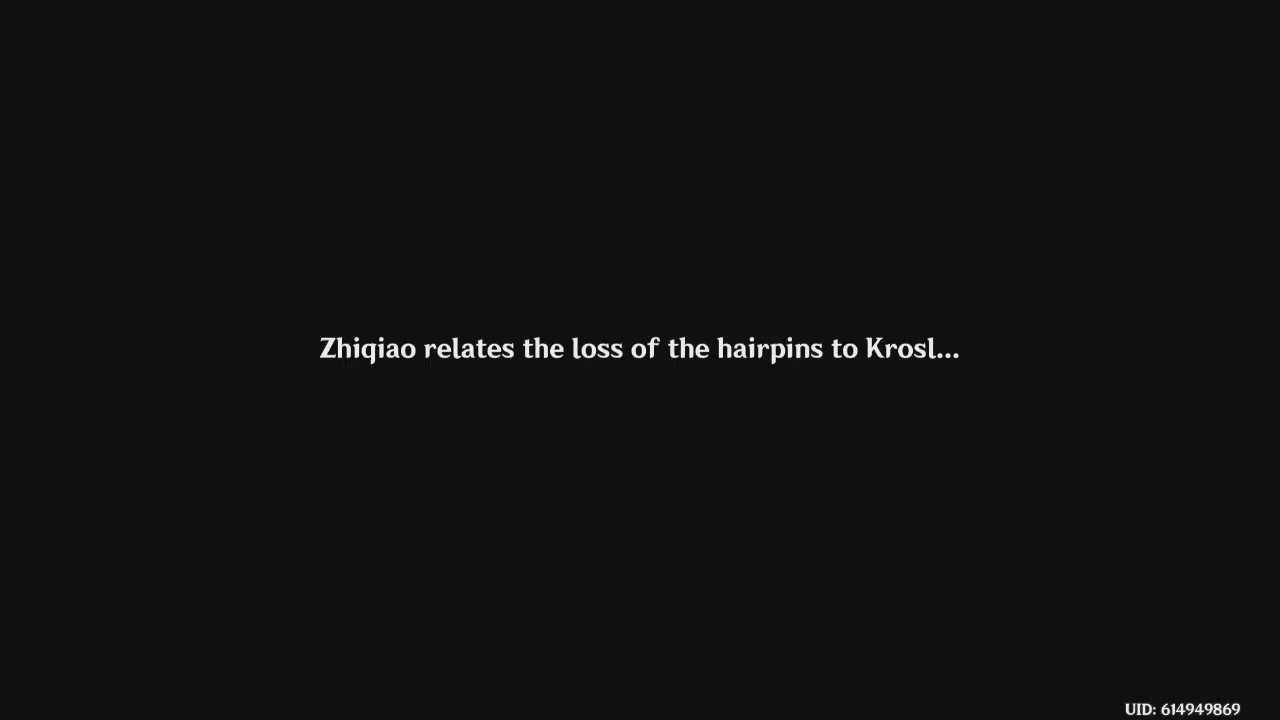 Zhiqiao relates the loss of the hairpins to Krosl...
UID: 614949869